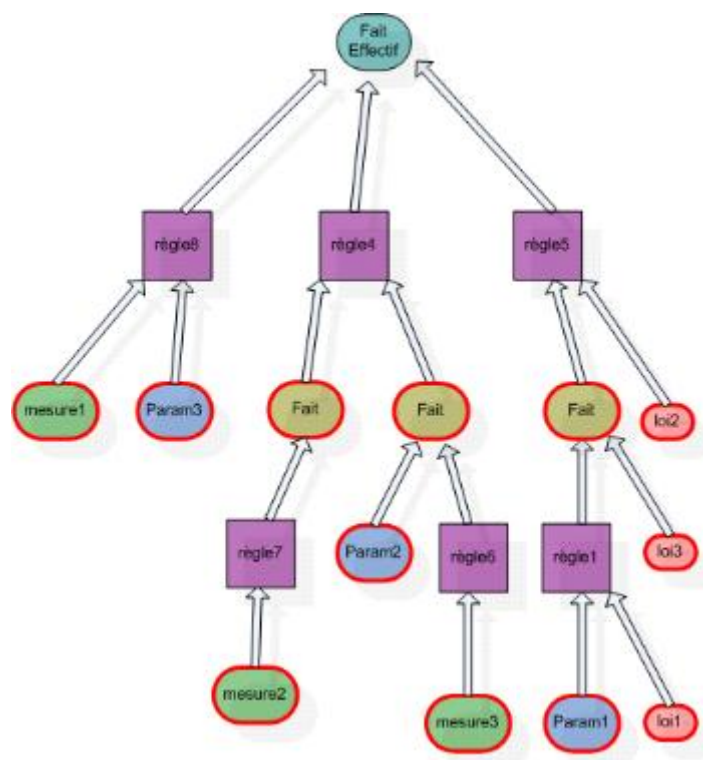 Fait
Effectif
règle8
règle4
règle5
mesure1
Param3
Fait
Fait
Fait
loi2
règle7
Param2
règle6
règle1
loi3
mesure2
mesure3
Param1
loi1